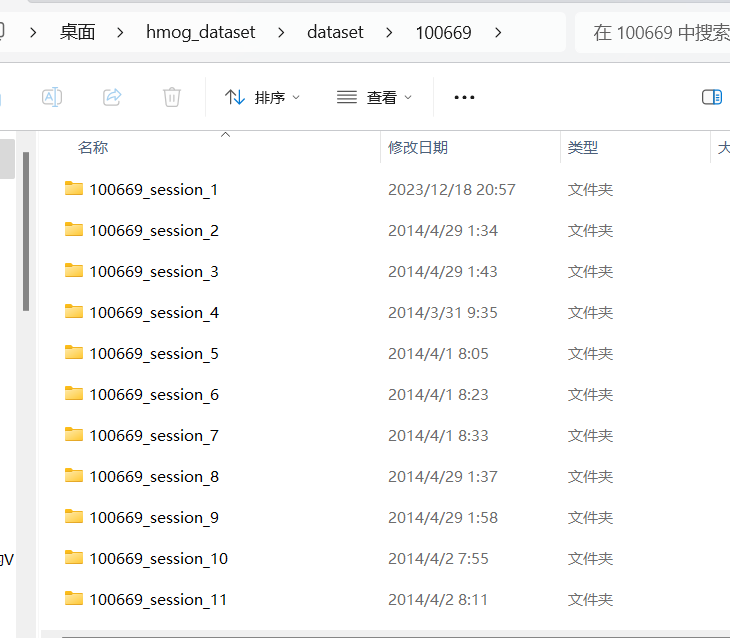 桌面 > hmog_dataset > dataset > 100669 >
在 100669 中搜索
排序 查看
名称 修改日期 类型
100669_session_1 2023/12/18 20:57 文件夹
100669_session_2 2014/4/29 1:34 文件夹
100669_session_3 2014/4/29 1:43 文件夹
100669_session_4 2014/3/31 9:35 文件夹
100669_session_5 2014/4/1 8:05 文件夹
100669_session_6 2014/4/1 8:23 文件夹
100669_session_7 2014/4/1 8:33 文件夹
100669_session_8 2014/4/29 1:37 文件夹
100669_session_9 2014/4/29 1:58 文件夹
100669_session_10 2014/4/2 7:55 文件夹
100669_session_11 2014/4/2 8:11 文件夹